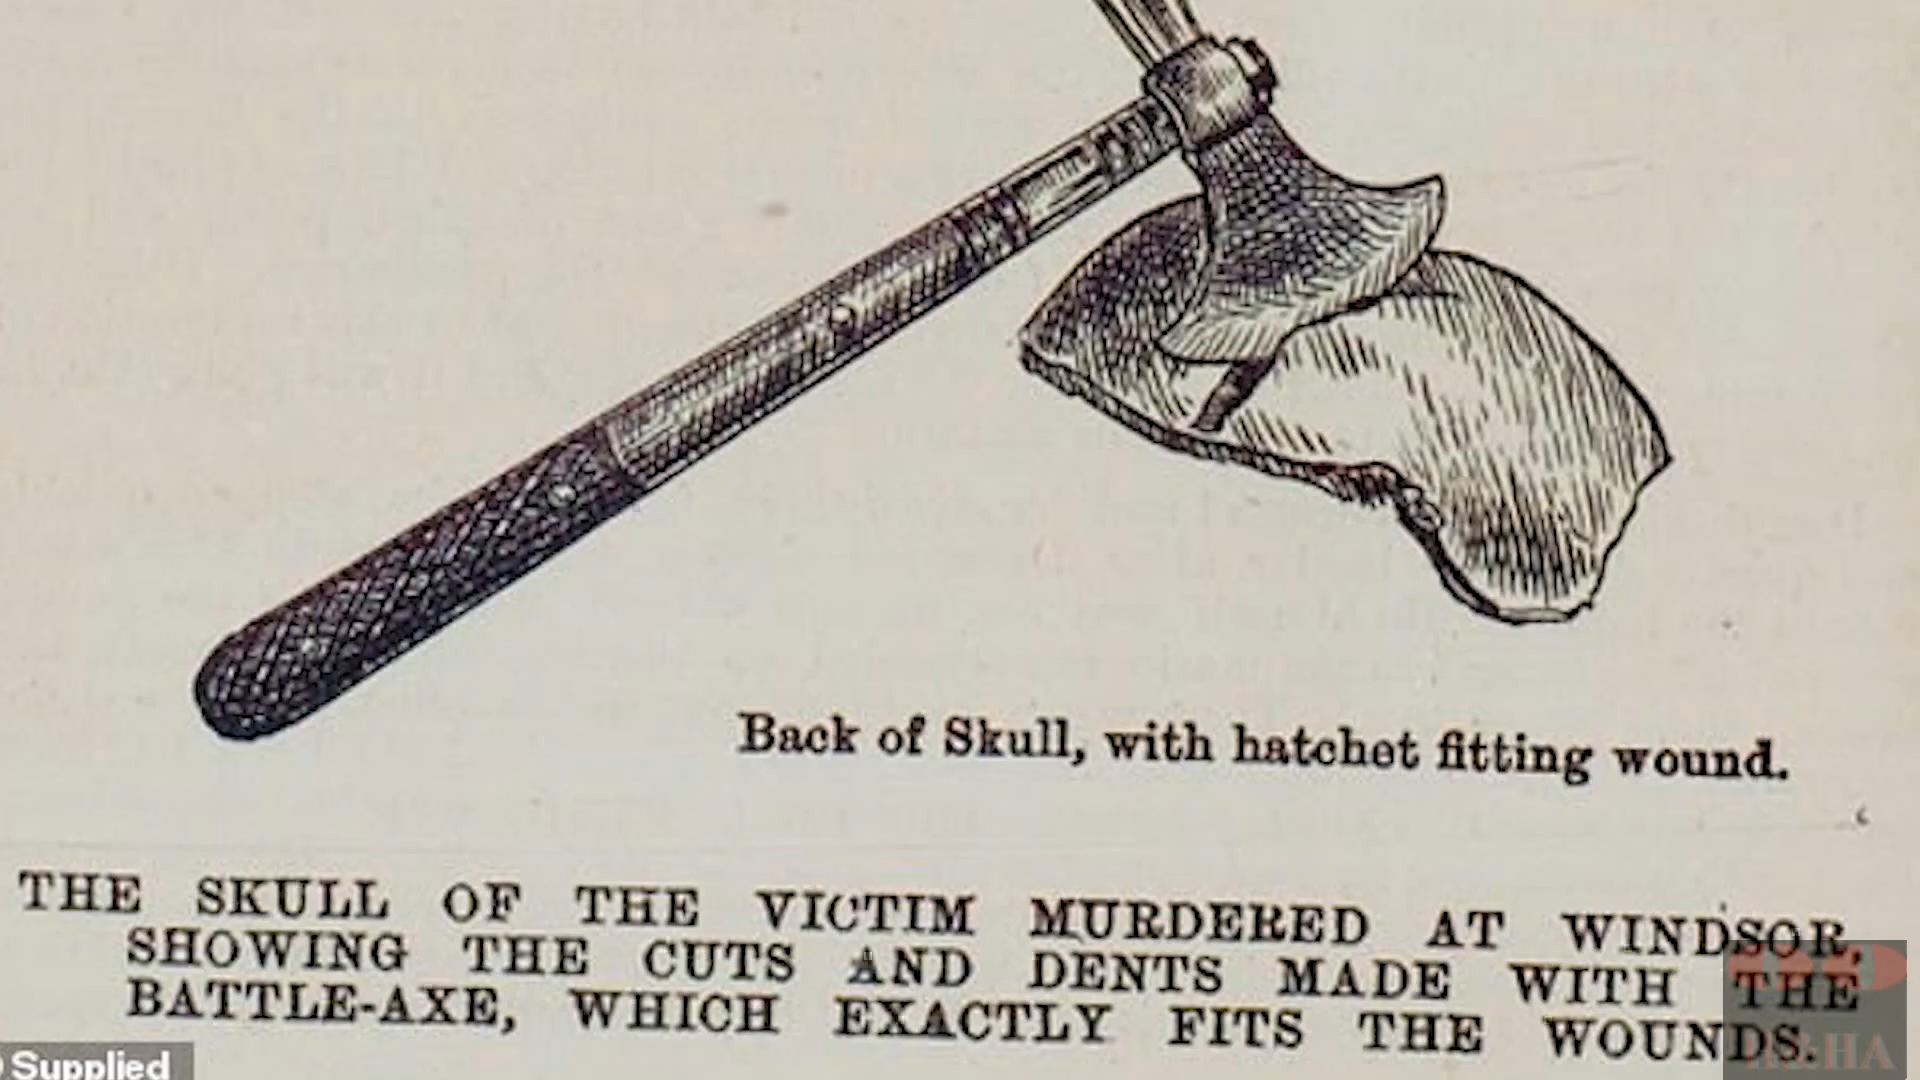 Back of Skull, with hatchet fitting wound.
THE SKULL OF THE VICTIM MURDERED AT WINDSOR,
SHOWING THE CUTS AND DENTS MADE WITH THE
BATTLE-AXE, WHICH EXACTLY FITS THE WOUNDS.
Supplied